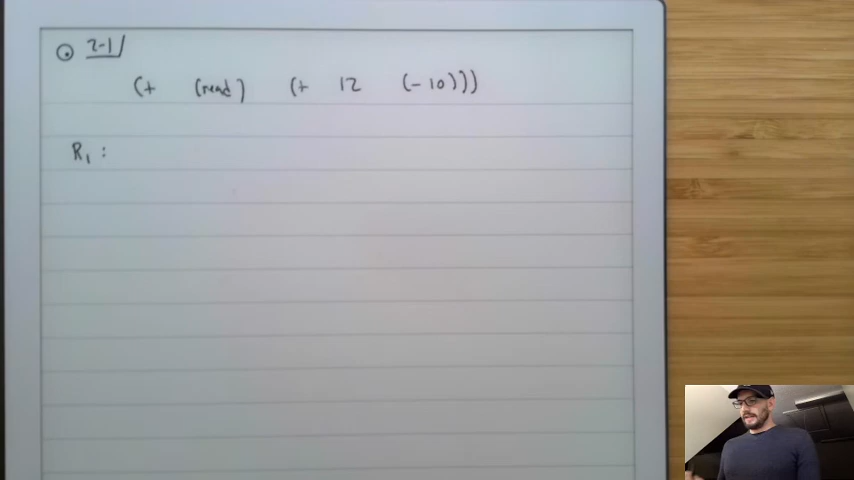 ⊙ 2-1/
(+ (read) (+ 12 (- 10)))
R₁ :